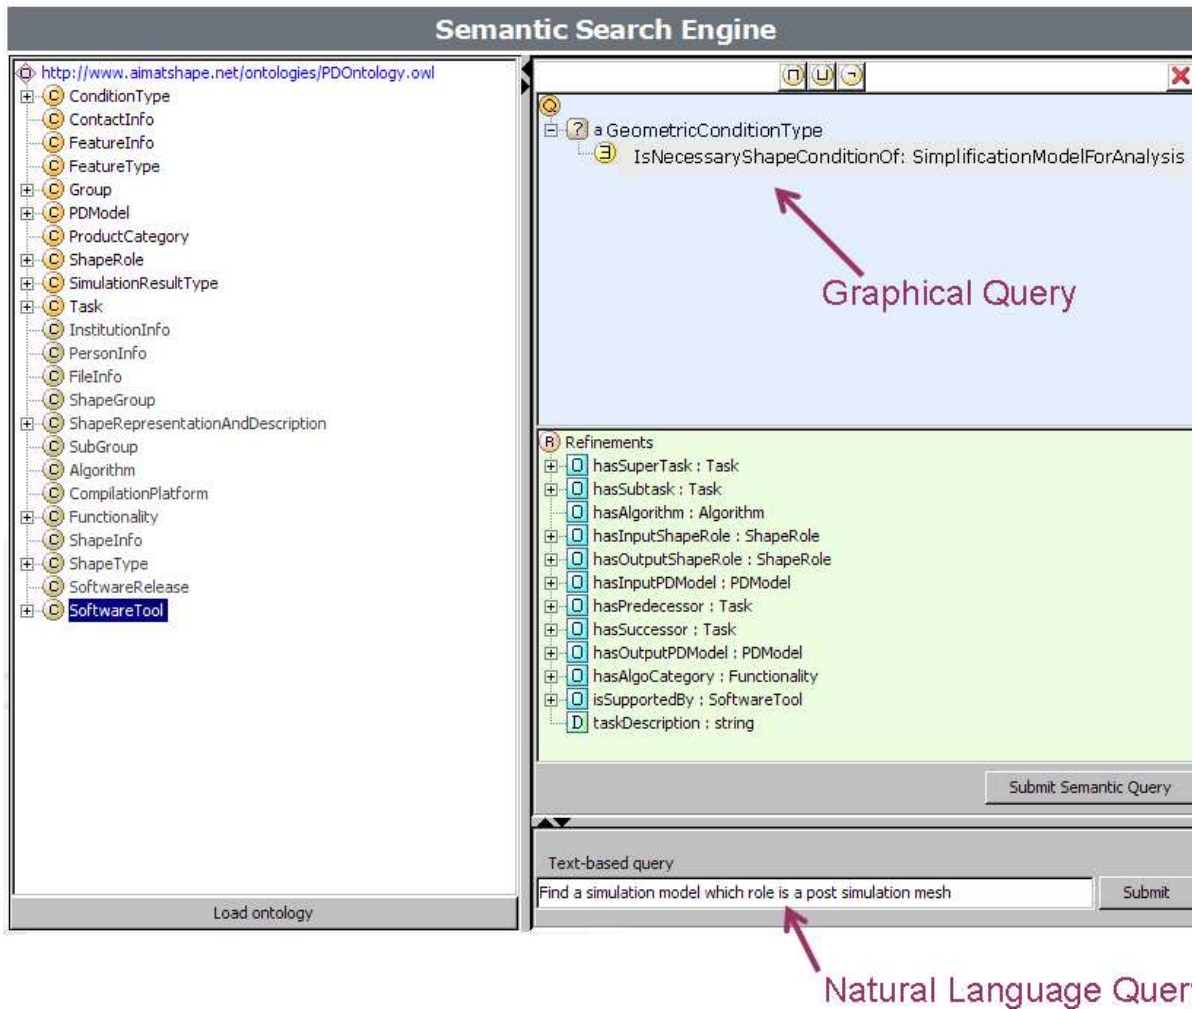 Semantic Search Engine
http://www.aimatshape.net/ontologies/PDOntology.owl
ConditionType
ContactInfo
FeatureInfo
FeatureType
Group
PDModel
ProductCategory
ShapeRole
SimulationResultType
Task
InstitutionInfo
PersonInfo
FileInfo
ShapeGroup
ShapeRepresentationAndDescription
SubGroup
Algorithm
CompilationPlatform
Functionality
ShapeInfo
ShapeType
SoftwareRelease
SoftwareTool
Load ontology
Q
? a GeometricConditionType
∃ IsNecessaryShapeConditionOf: SimplificationModelForAnalysis
Graphical Query
R Refinements
O hasSuperTask : Task
O hasSubtask : Task
O hasAlgorithm : Algorithm
O hasInputShapeRole : ShapeRole
O hasOutputShapeRole : ShapeRole
O hasInputPDModel : PDModel
O hasPredecessor : Task
O hasSuccessor : Task
O hasOutputPDModel : PDModel
O hasAlgoCategory : Functionality
O isSupportedBy : SoftwareTool
D taskDescription : string
Submit Semantic Query
Text-based query
Find a simulation model which role is a post simulation mesh
Submit
Natural Language Query